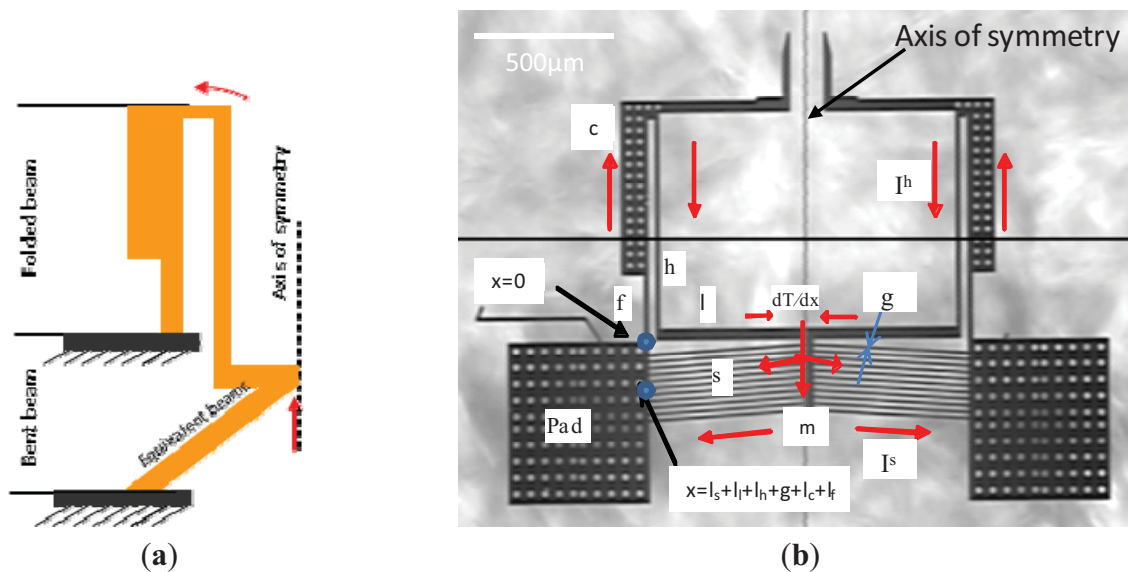 Folded beam
Bent beam
Equivalent beams
Axis of symmetry
(a)
500μm
Axis of symmetry
c
I^h
h
x=0
f
l
dT/dx
g
s
Pad
m
I^s
x=l_s+l_l+l_h+g+l_c+l_f
(b)